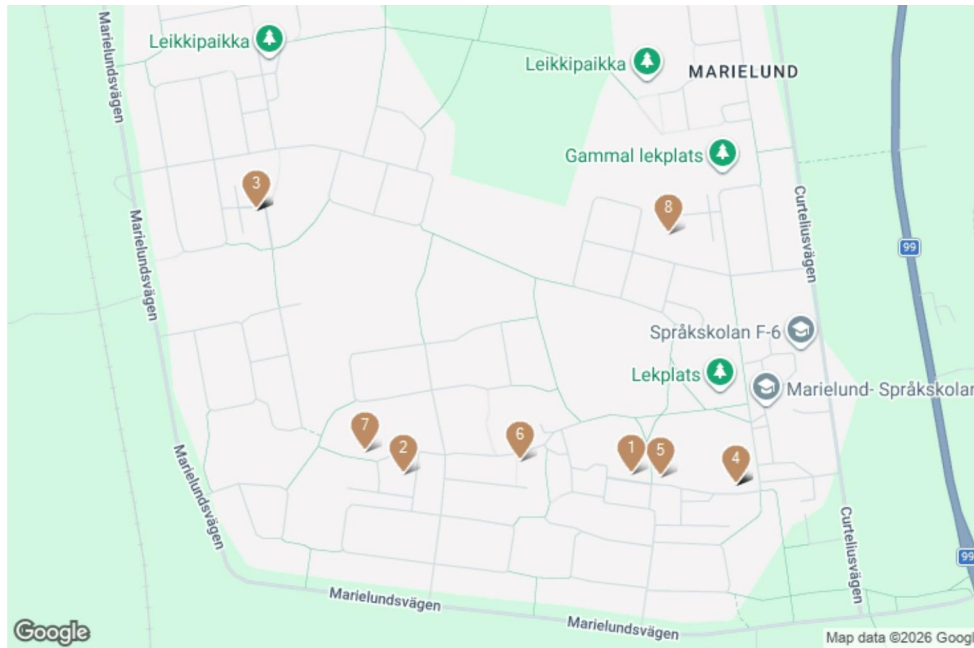 Marielundsvägen
Leikkipaikka
Leikkipaikka
MARIELUND
Gammal lekplats
3
8
Curteliusvägen
Marielundsvägen
99
Språkskolan F-6
Lekplats
Marielund- Språkskolan
7
2
6
1
5
4
Marielundsvägen
Curteliusvägen
99
Marielundsvägen
Marielundsvägen
Google
Map data ©2026 Googl